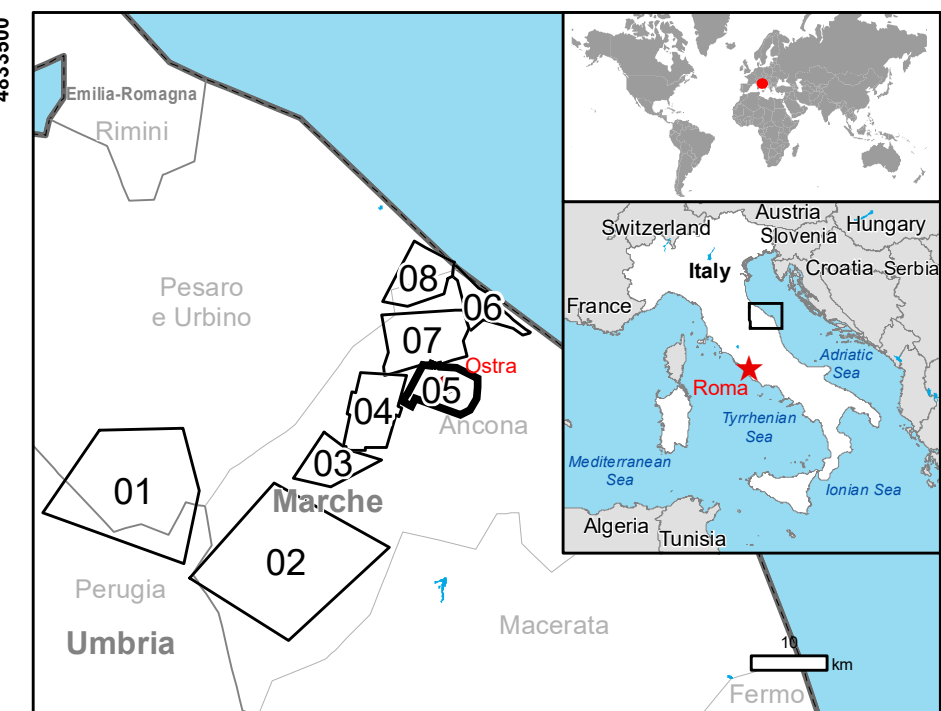 4833500
Emilia-Romagna
Rimini
Pesaro
e Urbino
08
06
07
Ostra
05
04
Ancona
03
01
Marche
02
Perugia
Umbria
Macerata
10
km
Fermo
Austria
Switzerland
Hungary
Slovenia
Italy
Croatia
Serbia
France
Adriatic
Sea
Roma
Tyrrhenian
Sea
Mediterranean
Sea
Ionian Sea
Algeria
Tunisia